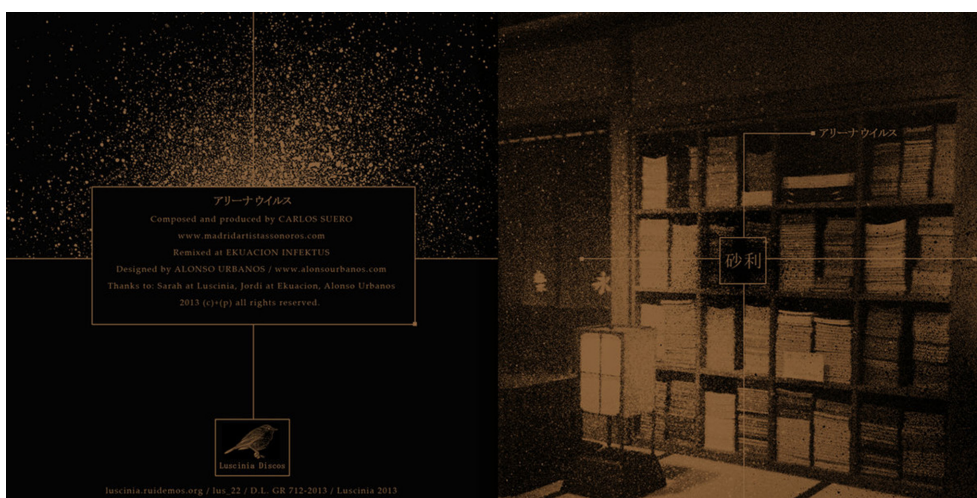 アリーナ ウイルス
Composed and produced by CARLOS SUERO
www.madridartistassonoros.com
Remixed at EKUACION INFEKTUS
Designed by ALONSO URBANOS / www.alonsourbanos.com
Thanks to: Sarah at Luscinia, Jordi at Ekuacion, Alonso Urbanos
2013 (c)+(p) all rights reserved.
Luscinia Discos
luscinia.ruidemos.org / lus_22 / D.L. GR 712-2013 / Luscinia 2013
アリーナ ウイルス
砂利